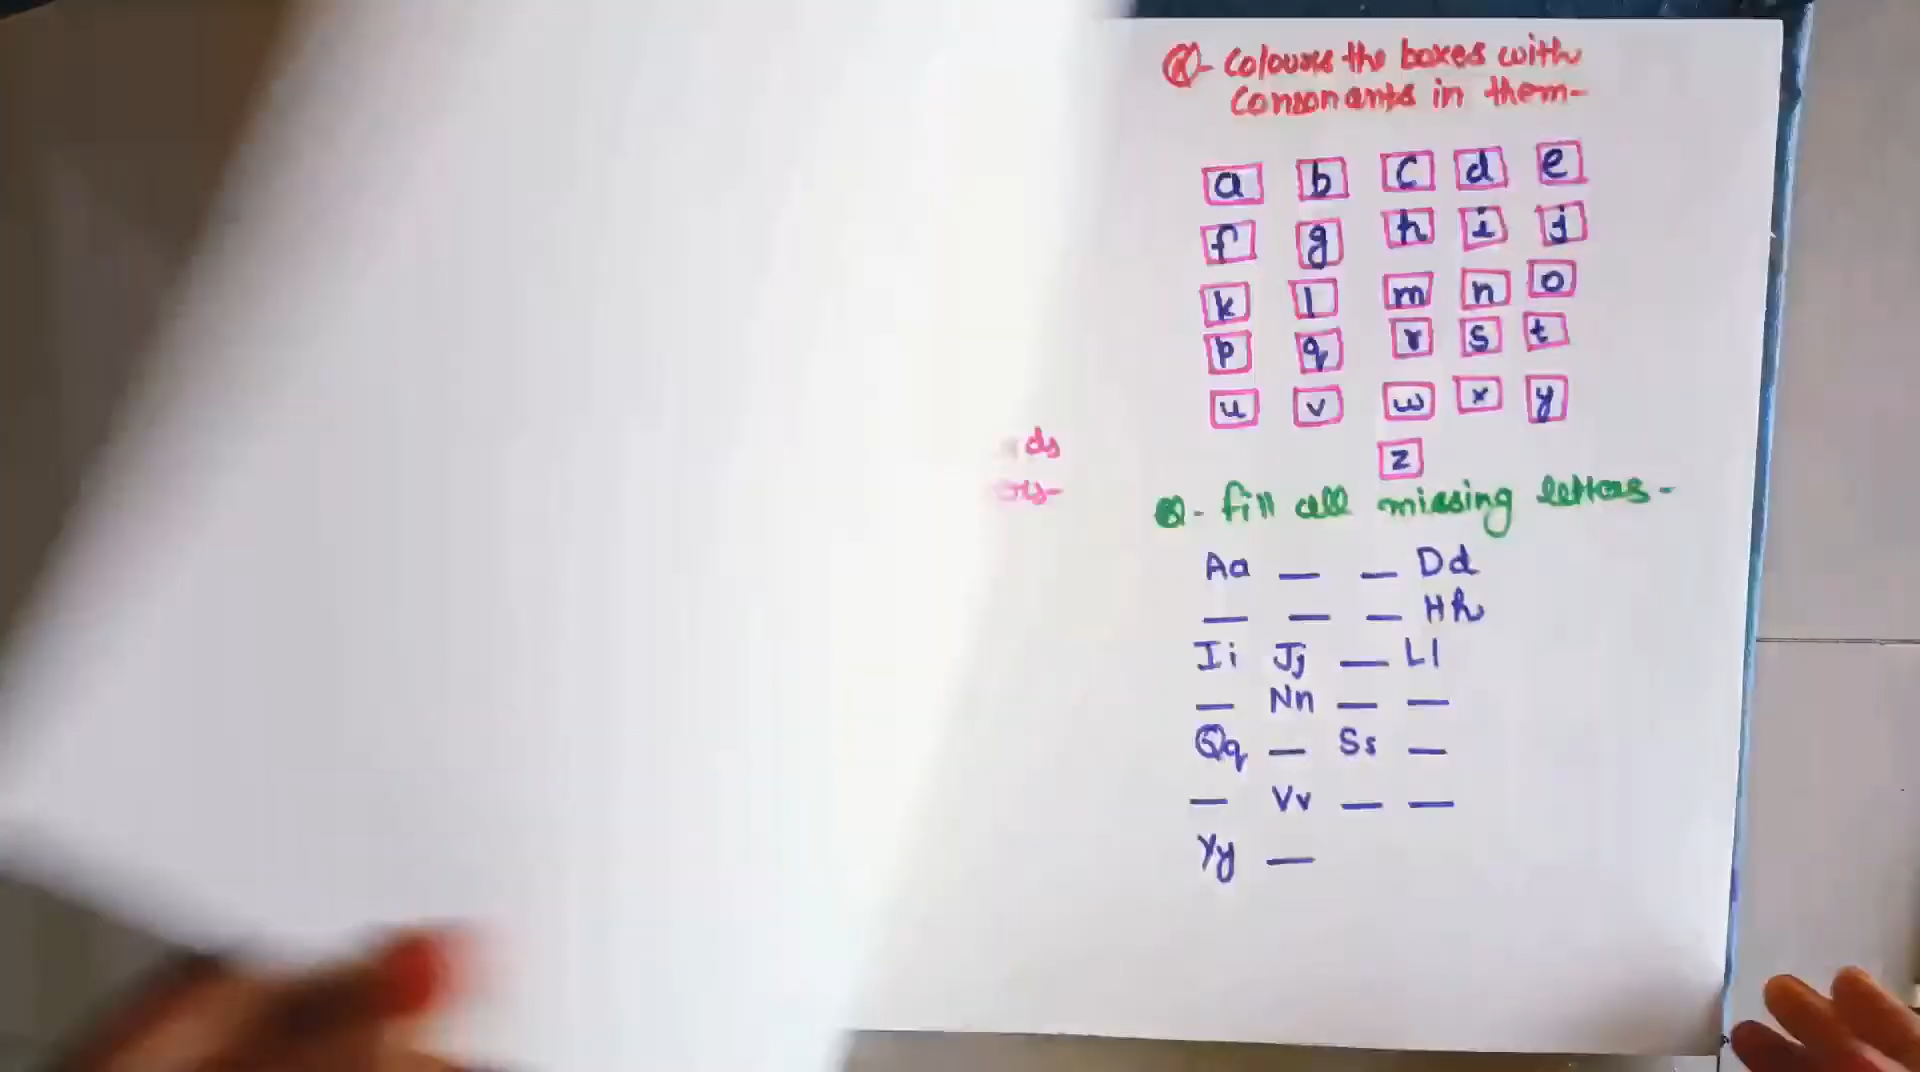 Q- Colours the boxes with
consonants in them-
a b c d e
f g h i j
k l m n o
p q r s t
u v w x y
z
ds
Q- fill all missing letters-
Aa _ _ Dd
_ _ _ Hh
Ii Jj _ Ll
_ Nn _ _
Qq _ Ss _
_ Vv _ _
Yy _